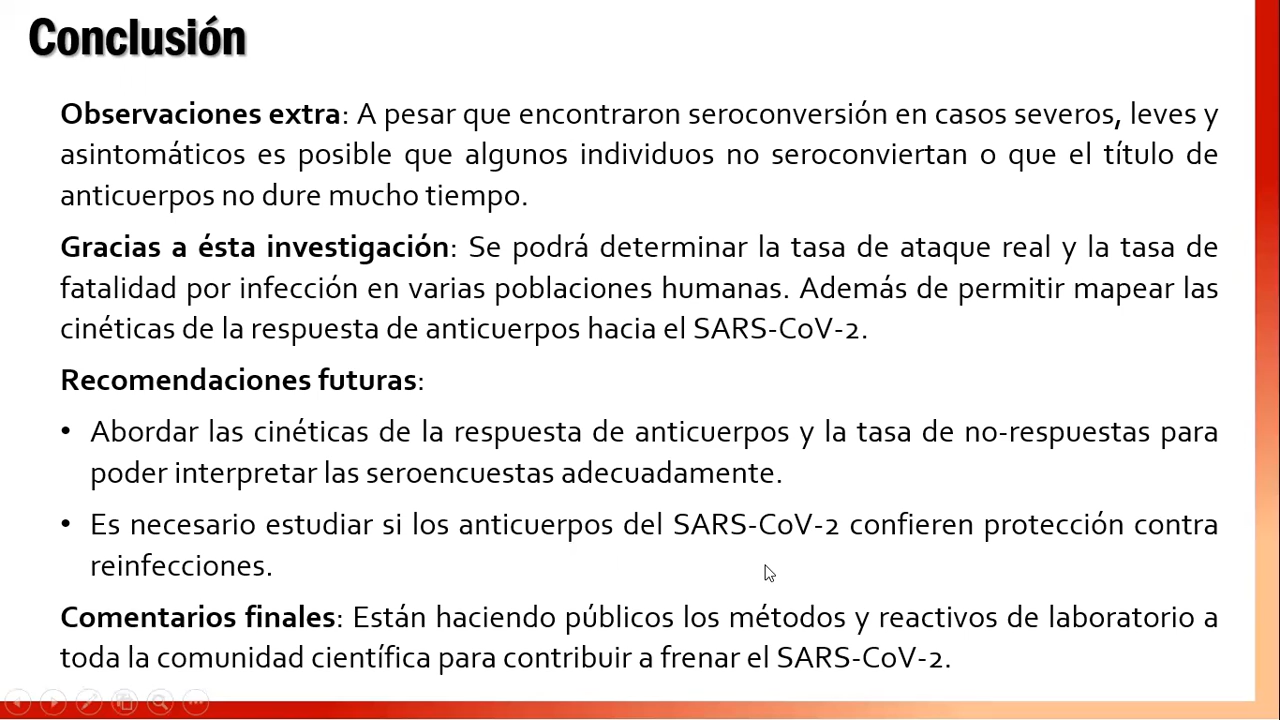 Conclusión
Observaciones extra: A pesar que encontraron seroconversión en casos severos, leves y
asintomáticos es posible que algunos individuos no seroconviertan o que el título de
anticuerpos no dure mucho tiempo.
Gracias a ésta investigación: Se podrá determinar la tasa de ataque real y la tasa de
fatalidad por infección en varias poblaciones humanas. Además de permitir mapear las
cinéticas de la respuesta de anticuerpos hacia el SARS-CoV-2.
Recomendaciones futuras:
• Abordar las cinéticas de la respuesta de anticuerpos y la tasa de no-respuestas para
poder interpretar las seroencuestas adecuadamente.
• Es necesario estudiar si los anticuerpos del SARS-CoV-2 confieren protección contra
reinfecciones.
Comentarios finales: Están haciendo públicos los métodos y reactivos de laboratorio a
toda la comunidad científica para contribuir a frenar el SARS-CoV-2.